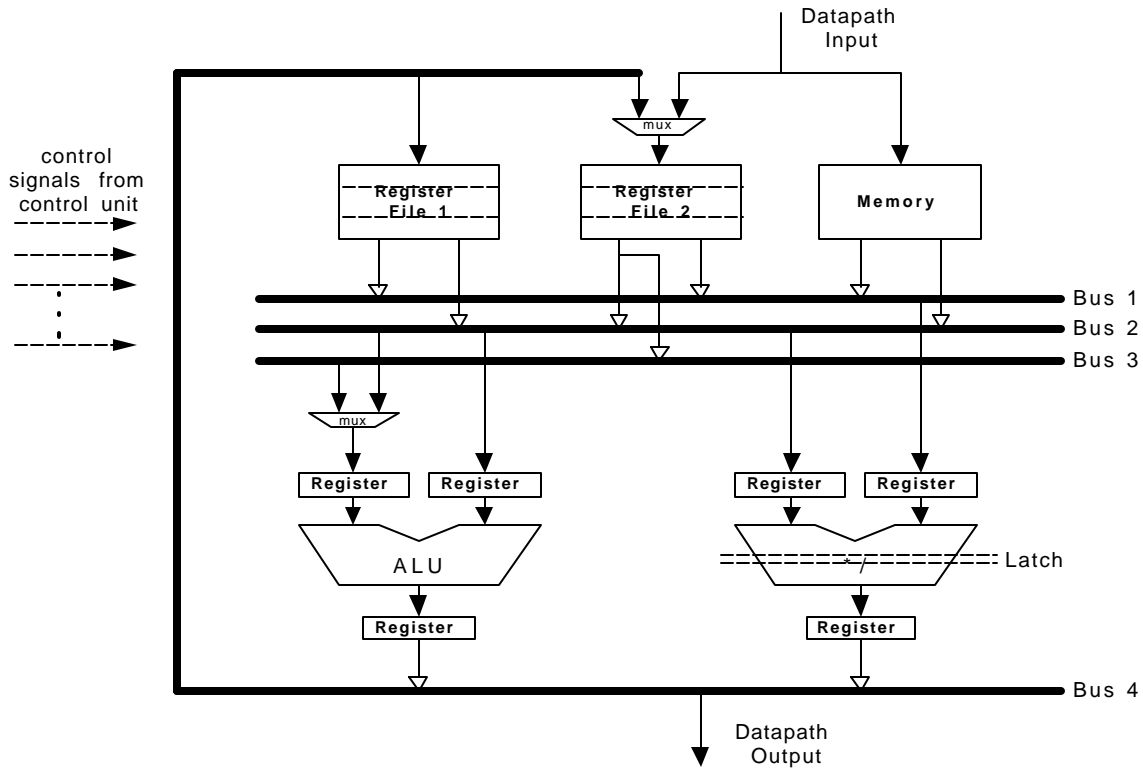 Datapath
Input
mux
control
signals from
control unit
Register
File 1
Register
File 2
Memory
Bus 1
Bus 2
Bus 3
mux
Register
Register
Register
Register
ALU
* /
Latch
Register
Register
Bus 4
Datapath
Output